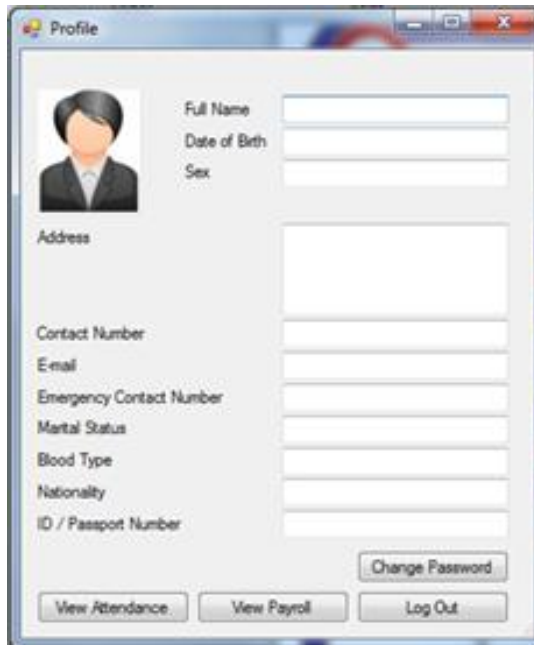 Profile
Full Name
Date of Birth
Sex
Address
Contact Number
E-mail
Emergency Contact Number
Marital Status
Blood Type
Nationality
ID / Passport Number
Change Password
View Attendance View Payroll Log Out